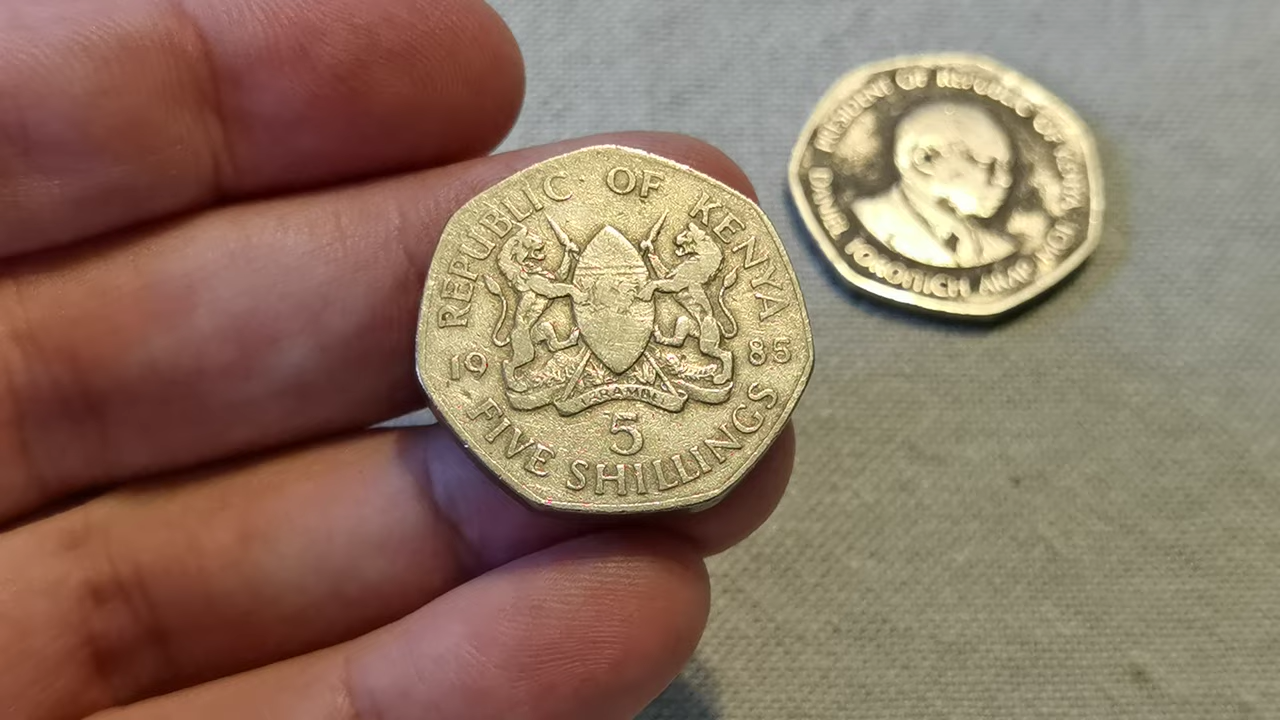 REPUBLIC OF KENYA
19 85
HARAMBEE
5
FIVE SHILLINGS
PRESIDENT OF REPUBLIC OF KENYA
DANIEL TOROITICH ARAP MOI